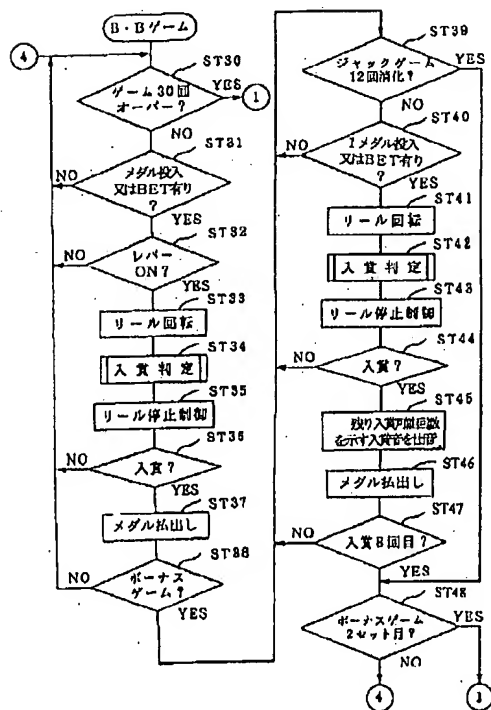 B・Bゲーム
4
ST30
ゲーム30回
オーバー?
YES
1
NO
ST31
メダル投入
又はBET有り
?
NO
YES
ST32
レバー
ON?
NO
YES
ST33
リール回転
ST34
入賞判定
ST35
リール停止制御
ST36
入賞?
NO
YES
ST37
メダル払出し
ST38
ボーナス
ゲーム?
NO
YES
ST39
ジャックゲーム
12回消化?
YES
NO
ST40
1メダル投入
又はBET有り
?
NO
YES
ST41
リール回転
ST42
入賞判定
ST43
リール停止制御
ST44
入賞?
NO
YES
ST45
残り入賞可能回数
を示す入賞音を
ST46
メダル払出し
ST47
入賞8回目?
NO
YES
ST48
ボーナスゲーム
2セット目?
YES
NO
4
1